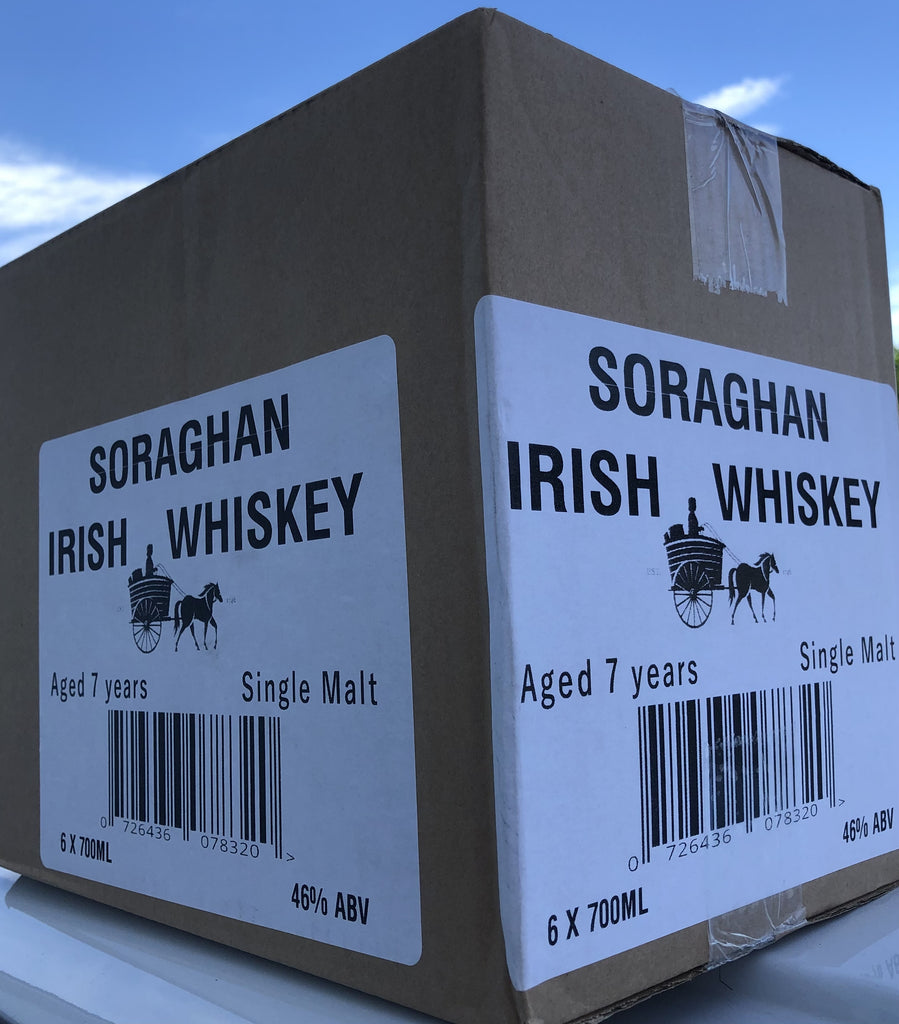 SORAGHAN
IRISH WHISKEY
Aged 7 years Single Malt
0 726436 078320 >
6 X 700ML
46% ABV
SORAGHAN
IRISH WHISKEY
Aged 7 years Single Malt
0 726436 078320 >
46% ABV
6 X 700ML